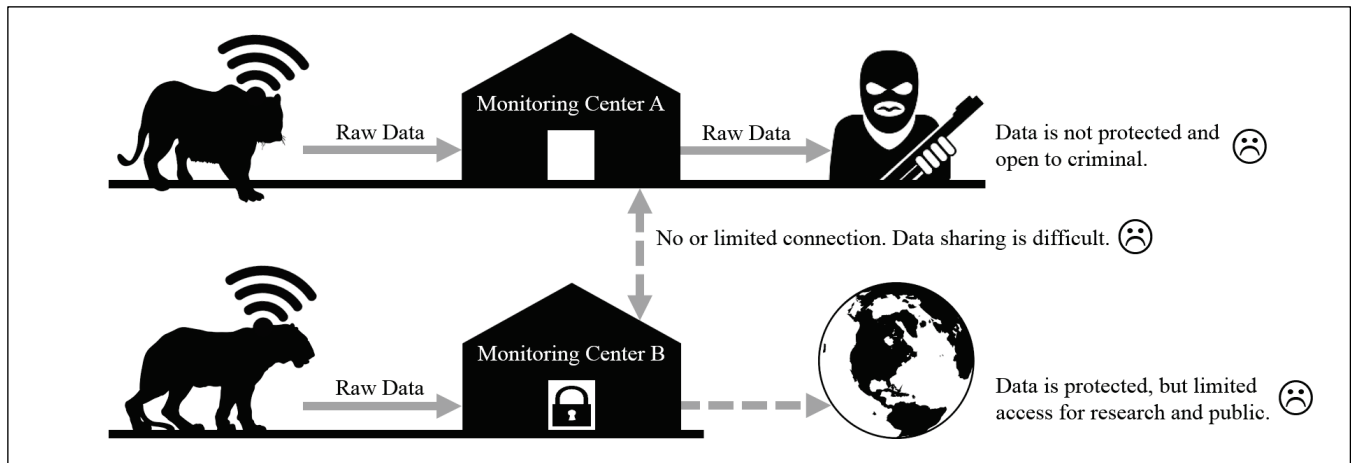 Monitoring Center A
Raw Data
Raw Data
Data is not protected and
open to criminal.
No or limited connection. Data sharing is difficult.
Monitoring Center B
Raw Data
Data is protected, but limited
access for research and public.